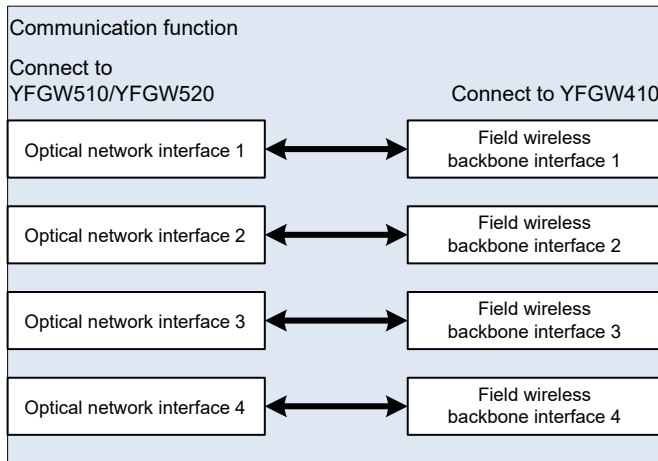 Communication function
Connect to
YFGW510/YFGW520
Connect to YFGW410
Optical network interface 1
Field wireless
backbone interface 1
Optical network interface 2
Field wireless
backbone interface 2
Optical network interface 3
Field wireless
backbone interface 3
Optical network interface 4
Field wireless
backbone interface 4